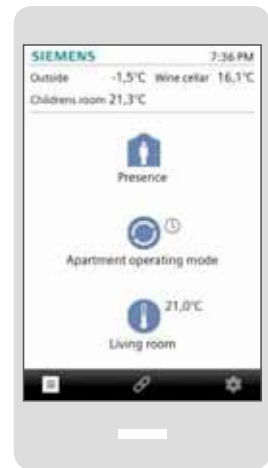 SIEMENS 7:36 PM
Outside -1,5°C Wine cellar 16,1°C
Childrens room 21,3°C
Presence
Apartment operating mode
21,0°C
Living room